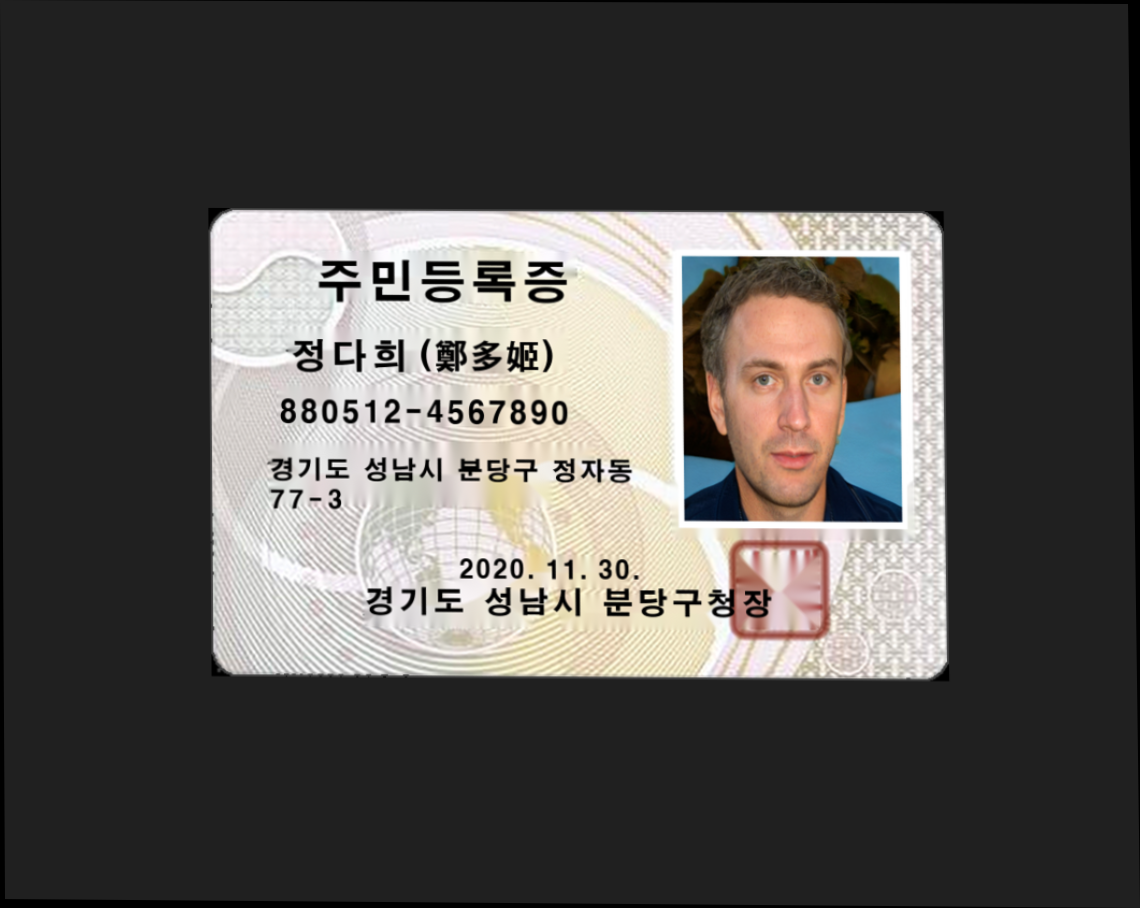 주민등록증
정다희(鄭多姬)
880512-4567890
경기도 성남시 분당구 정자동
77-3
2020. 11. 30.
경기도 성남시 분당구청장